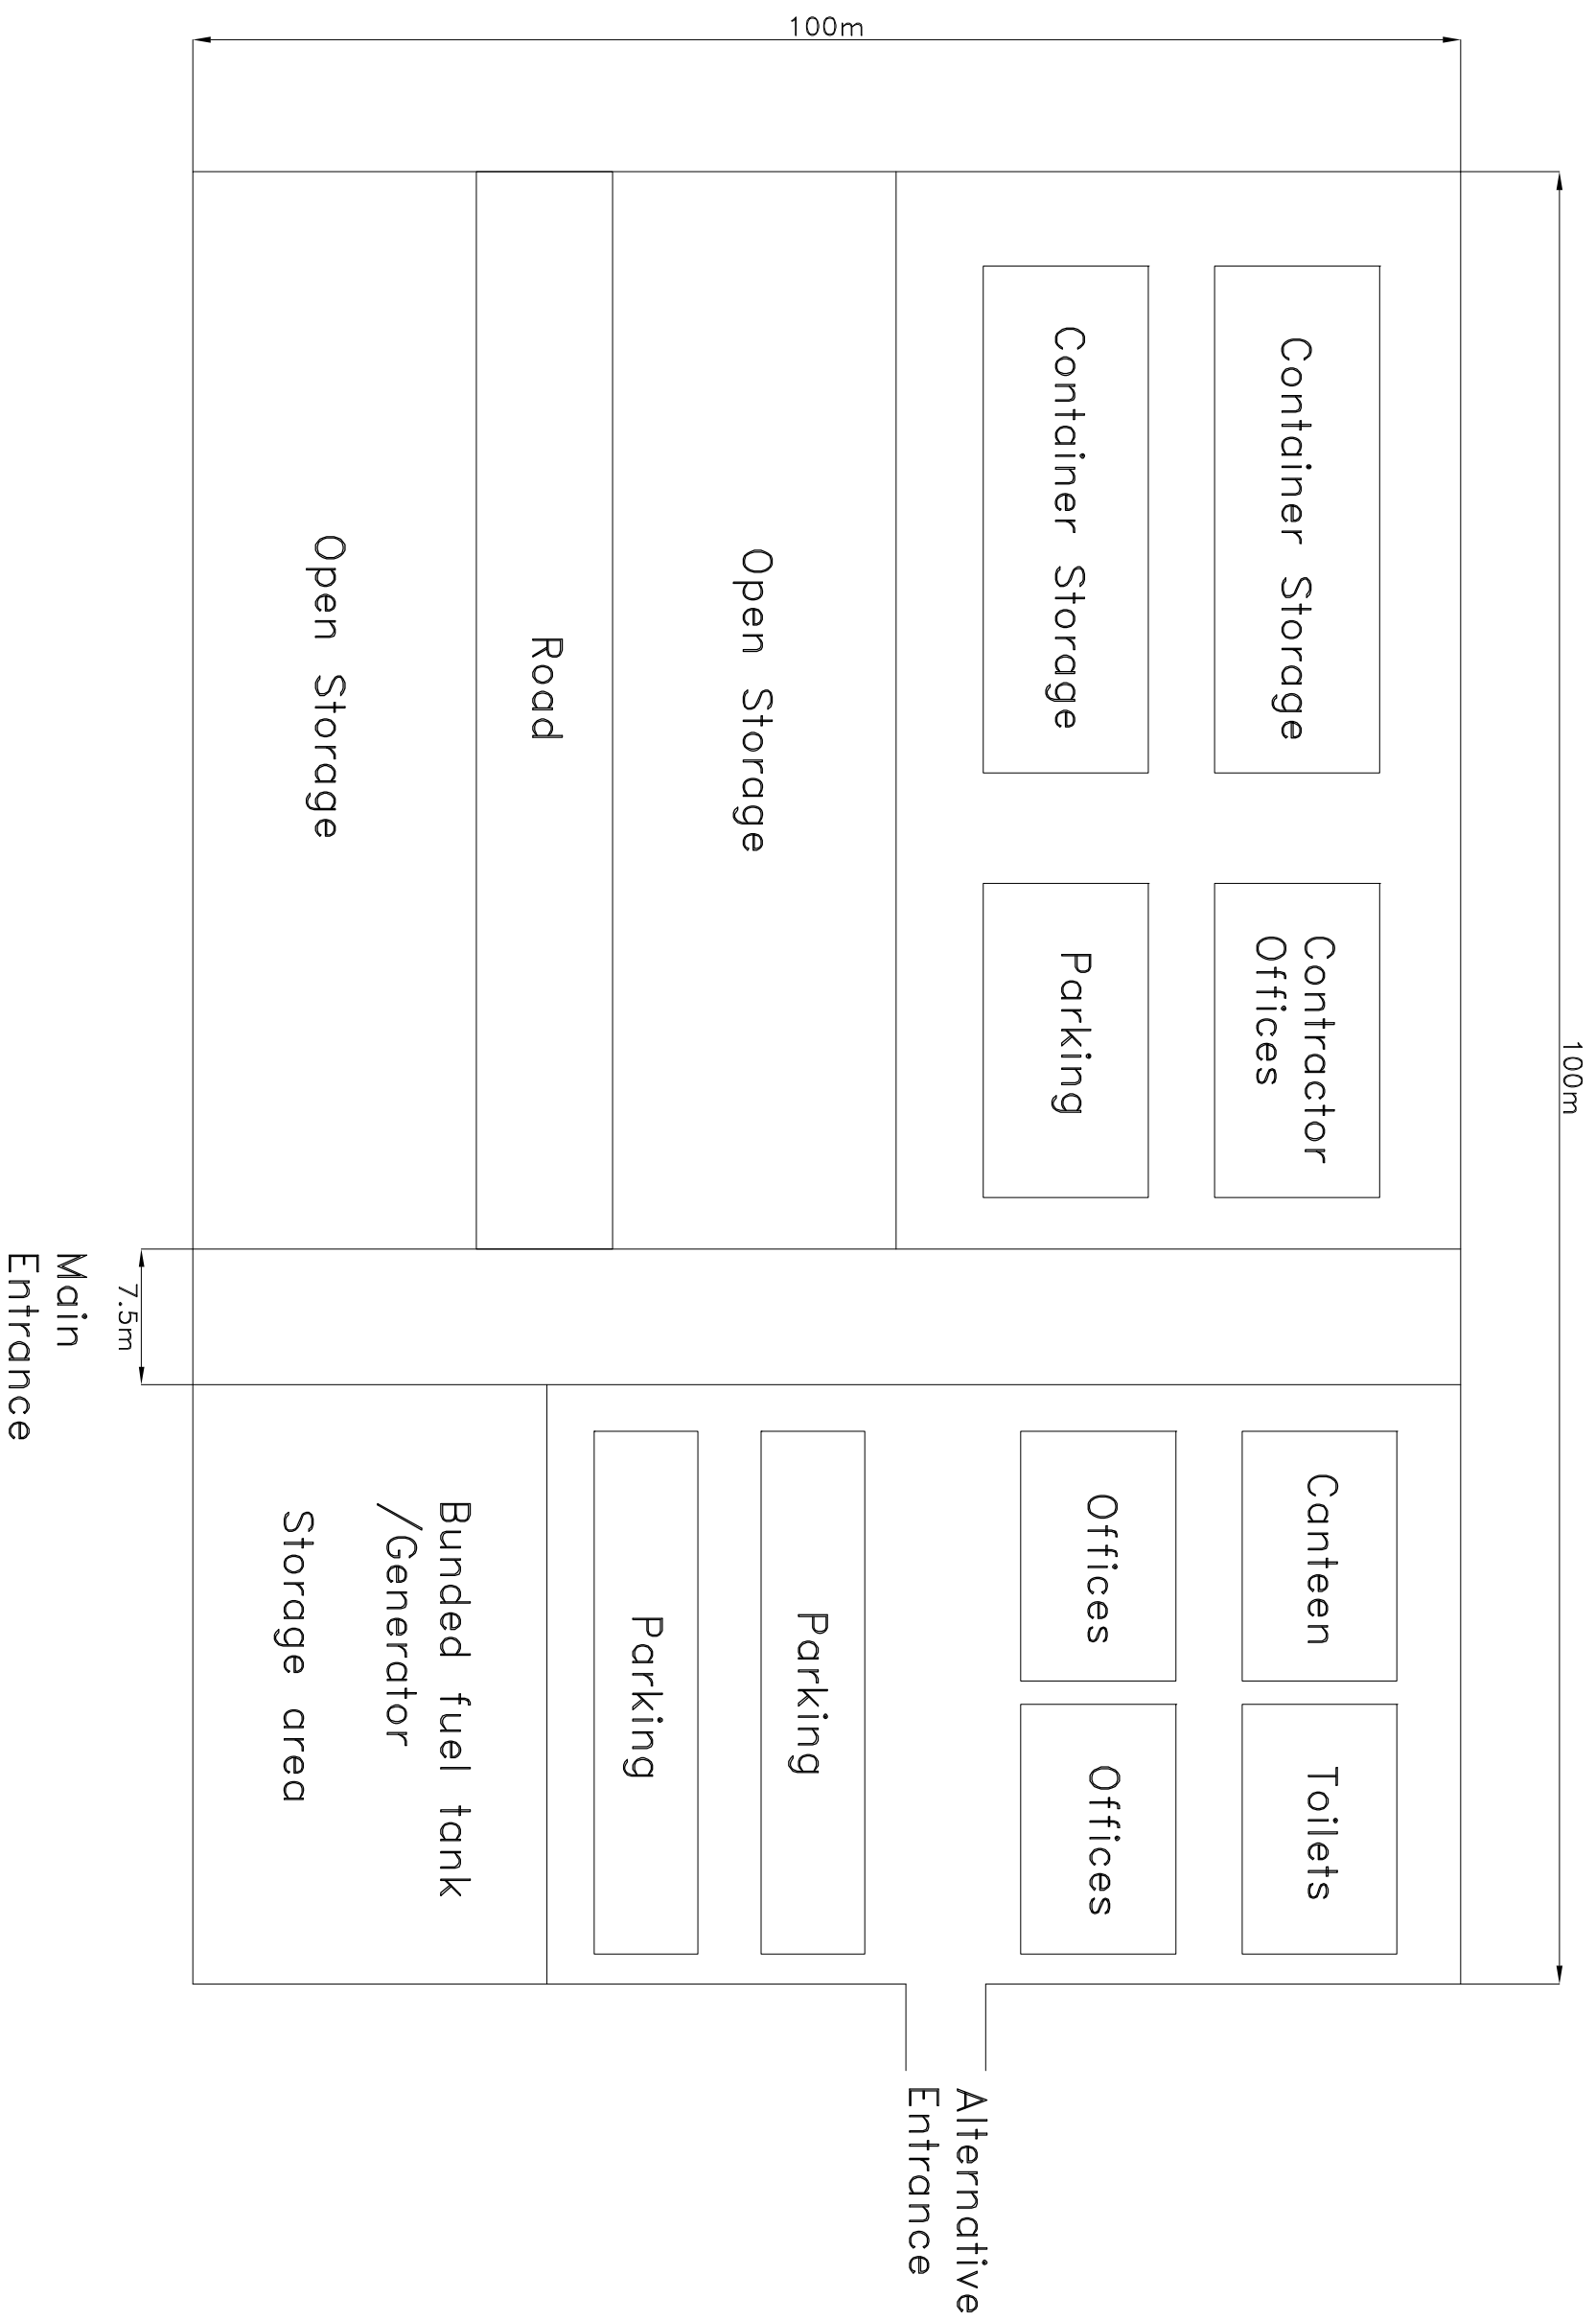 100m
100m
Container Storage
Contractor
Offices
Canteen
Toilets
Container Storage
Parking
Offices
Offices
Alternative
Entrance
Open Storage
Parking
Road
Parking
Open Storage
Bunded fuel tank
/Generator
Storage area
7.5m
Main
Entrance